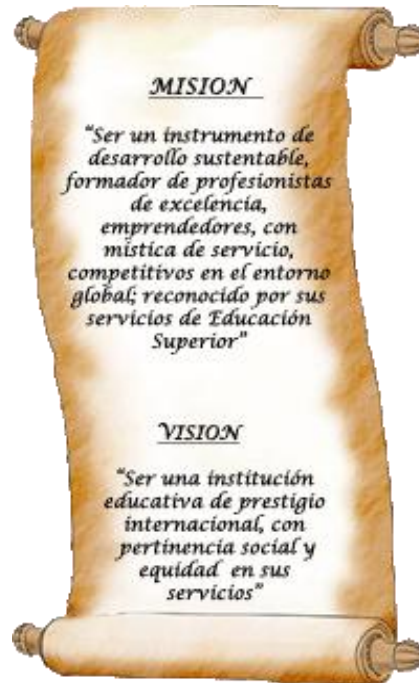 MISION
"Ser un instrumento de
desarrollo sustentable,
formador de profesionistas
de excelencia,
emprendedores, con
mistica de servicio,
competitivos en el entorno
global; reconocido por sus
servicios de Educación
Superior"
VISION
"Ser una institución
educativa de prestigio
internacional, con
pertinencia social y
equidad en sus
servicios"